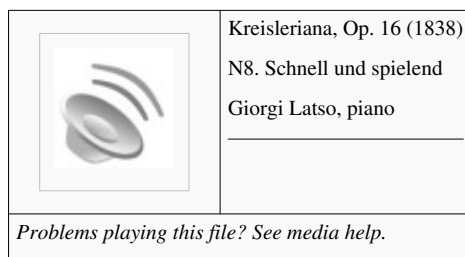 Kreisleriana, Op. 16 (1838)
N8. Schnell und spielend
Giorgi Latso, piano
Problems playing this file? See media help.